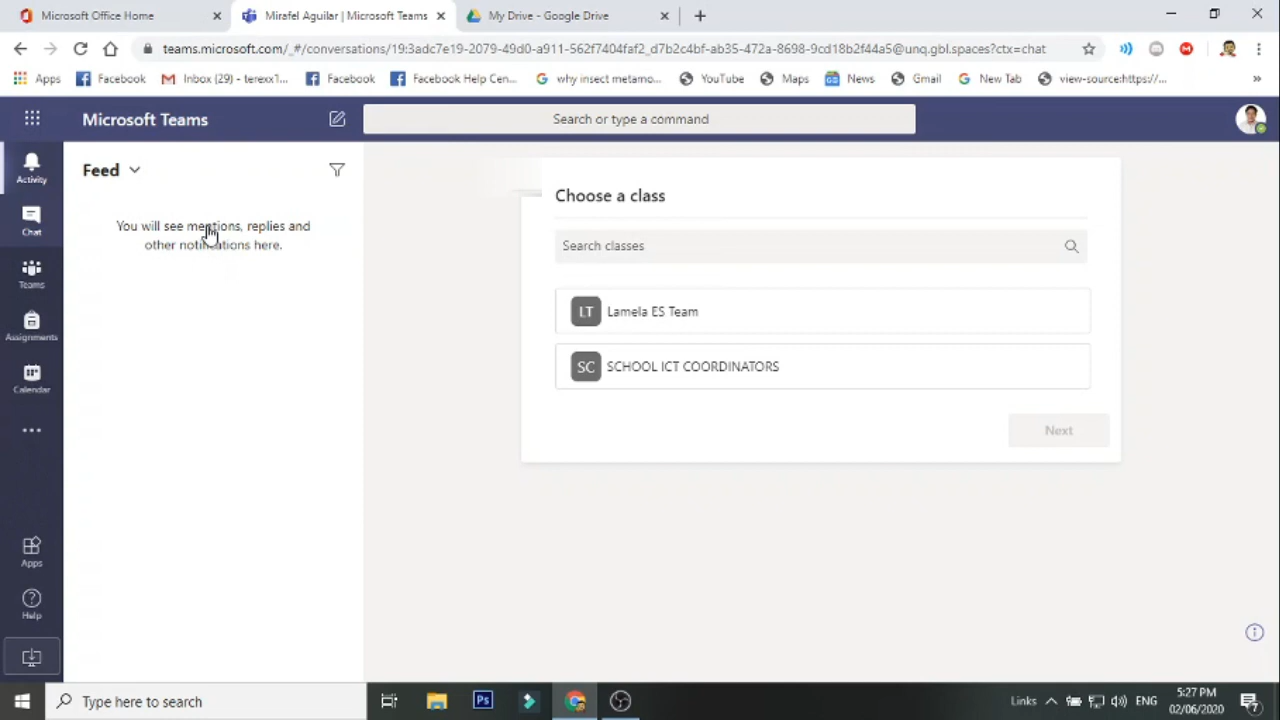 Microsoft Office Home
Mirafel Aguilar | Microsoft Teams
My Drive - Google Drive
teams.microsoft.com/_#/conversations/19:3adc7e19-2079-49d0-a911-562f7404faf2_d7b2c4bf-ab35-472a-8698-9cd18b2f44a5@unq.gbl.spaces?ctx=chat
Apps
Facebook
Inbox (29) - terexx1...
Facebook
Facebook Help Cen...
why insect metamo...
YouTube
Maps
News
Gmail
New Tab
view-source:https://...
»
Microsoft Teams
Search or type a command
Activity
Chat
Teams
Assignments
Calendar
Apps
Help
Feed
You will see mentions, replies and
other notifications here.
Choose a class
Search classes
LT Lamela ES Team
SC SCHOOL ICT COORDINATORS
Next
Type here to search
Ps
Links
ENG
5:27 PM
02/06/2020
7